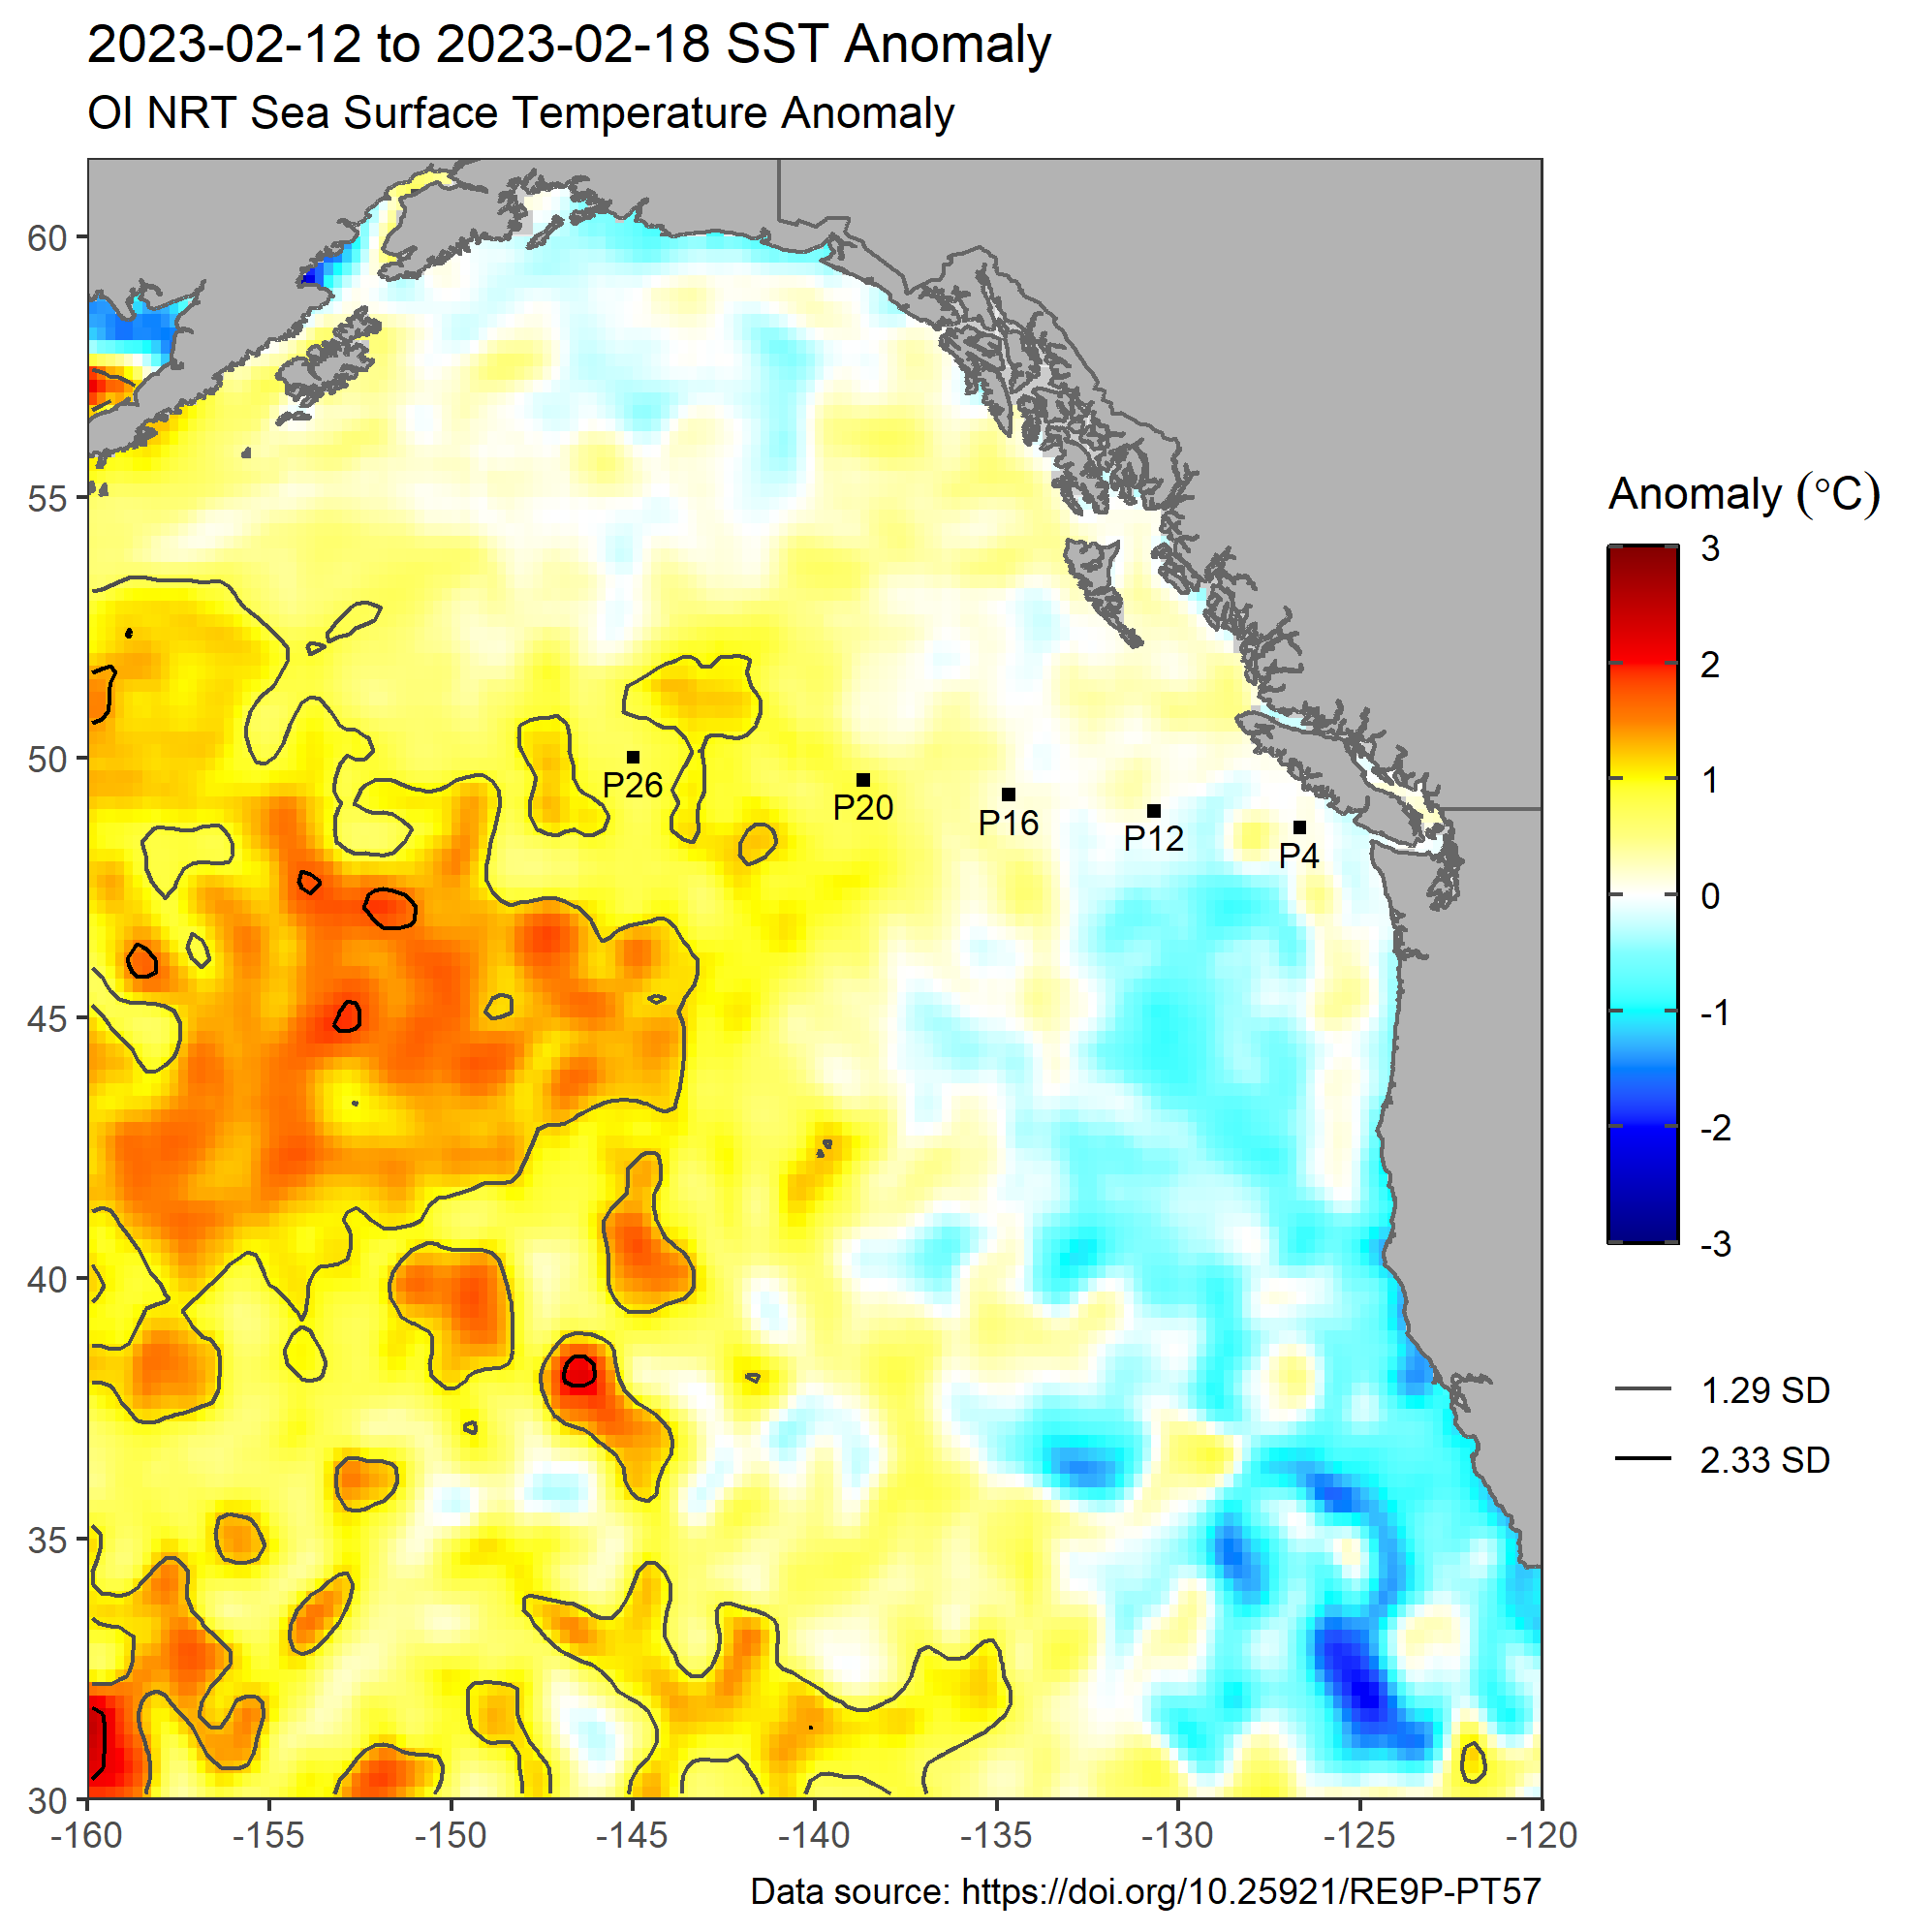 2023-02-12 to 2023-02-18 SST Anomaly
OI NRT Sea Surface Temperature Anomaly
60
55
50
45
40
35
30
-160
-155
-150
-145
-140
-135
-130
-125
-120
P26
P20
P16
P12
P4
Anomaly (°C)
3
2
1
0
-1
-2
-3
1.29 SD
2.33 SD
Data source: https://doi.org/10.25921/RE9P-PT57